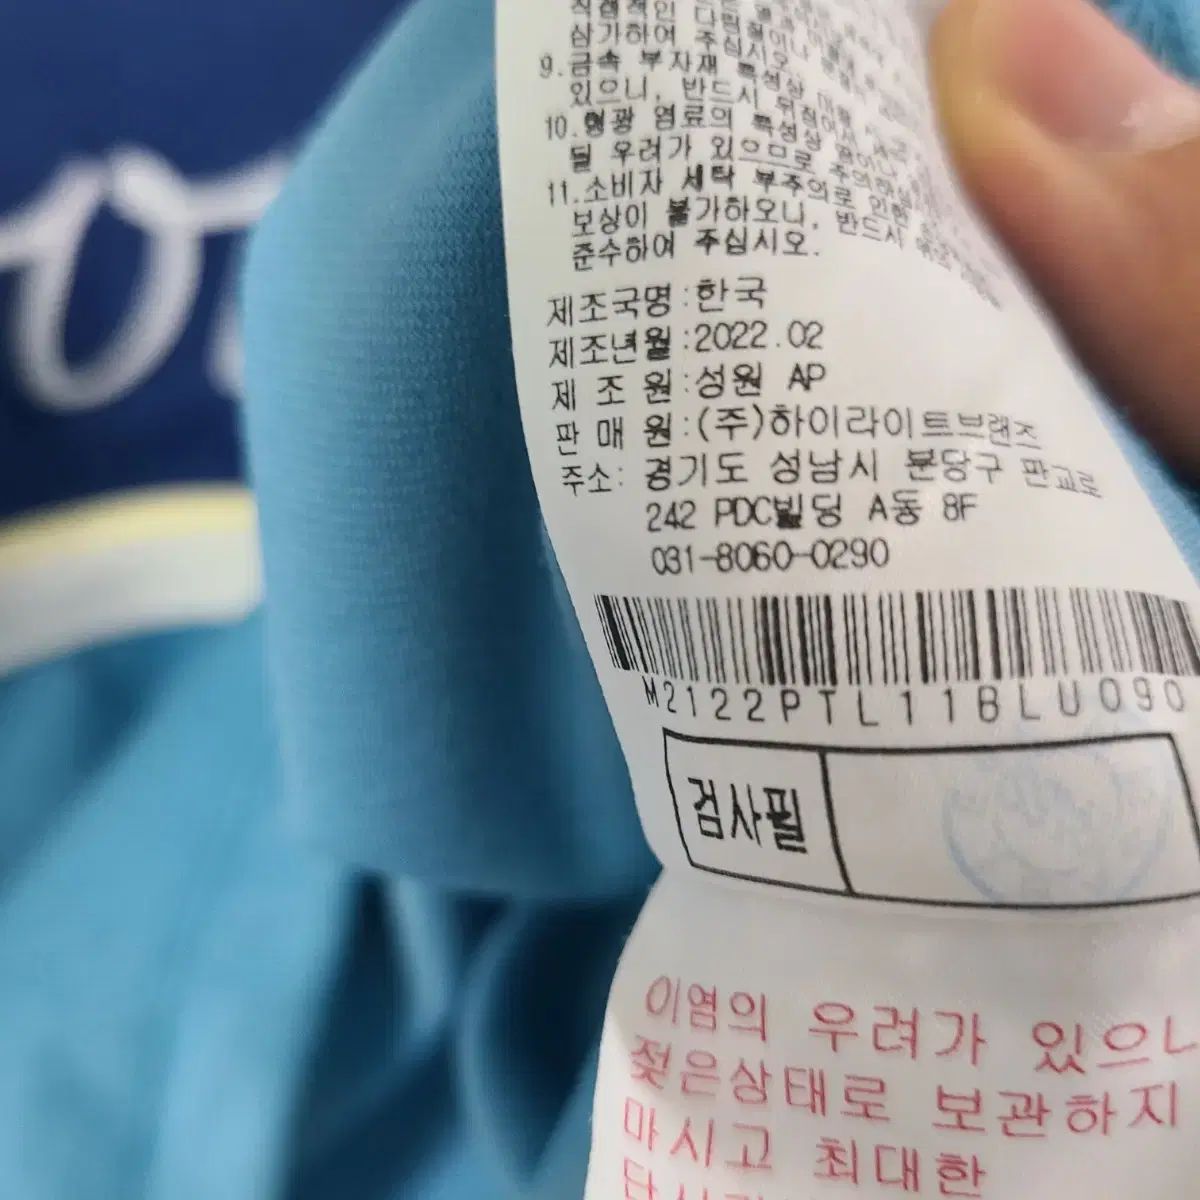 직접적인
삼가하여 주십시오.
9.금속 부자재 특성상
있으니, 반드시
10.형광 염료의 특성상
될 우려가 있으므로
11.소비자 세탁 부주의로 인한
보상이 불가하오니, 반드시
준수하여 주십시오.
제조국명:한국
제조년월:2022.02
제 조 원:성원 AP
판 매 원:(주)하이라이트브랜즈
주소: 경기도 성남시 분당구 판교로
242 PDC빌딩 A동 8F
031-8060-0290
M2122PTL11BLU090
검사필
이염의 우려가 있으니
젖은상태로 보관하지
마시고 최대한